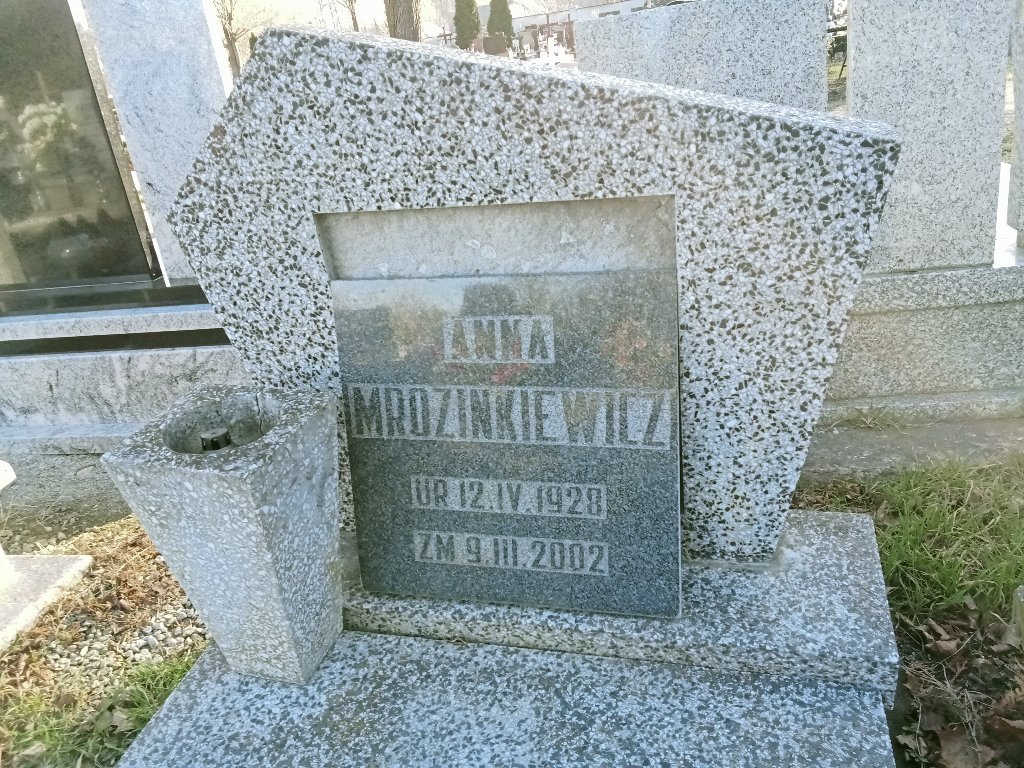 ANNA
MROZINKIEWICZ
UR 12.IV.1928
ZM 9.III.2002